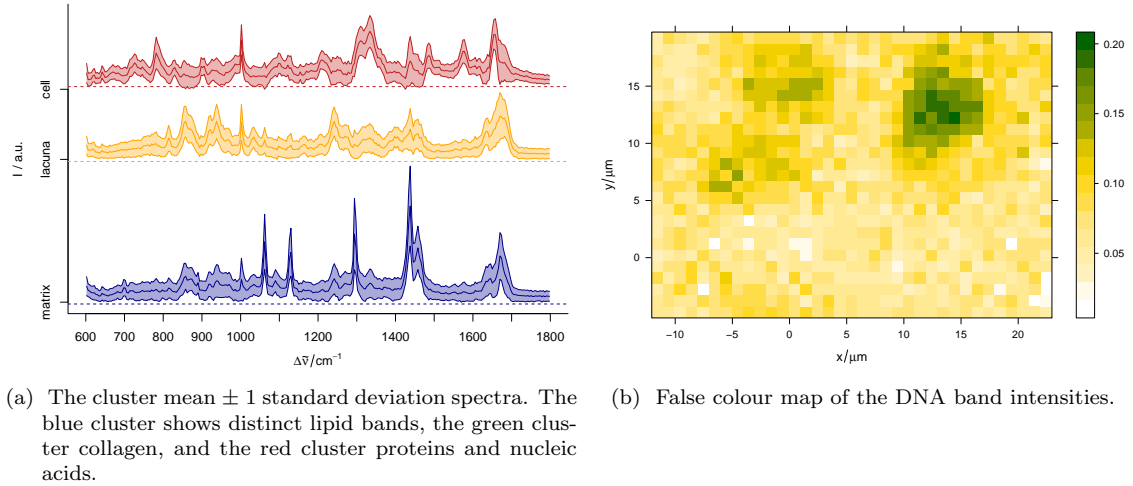 I / a.u.
cell
lacuna
matrix
600 700 800 900 1000 1200 1400 1600 1800
Δν̃/cm⁻¹
y/μm
15
10
5
0
-10 -5 0 5 10 15 20
x/μm
0.20
0.15
0.10
0.05
(a) The cluster mean ± 1 standard deviation spectra. The
blue cluster shows distinct lipid bands, the green clus-
ter collagen, and the red cluster proteins and nucleic
acids.
(b) False colour map of the DNA band intensities.